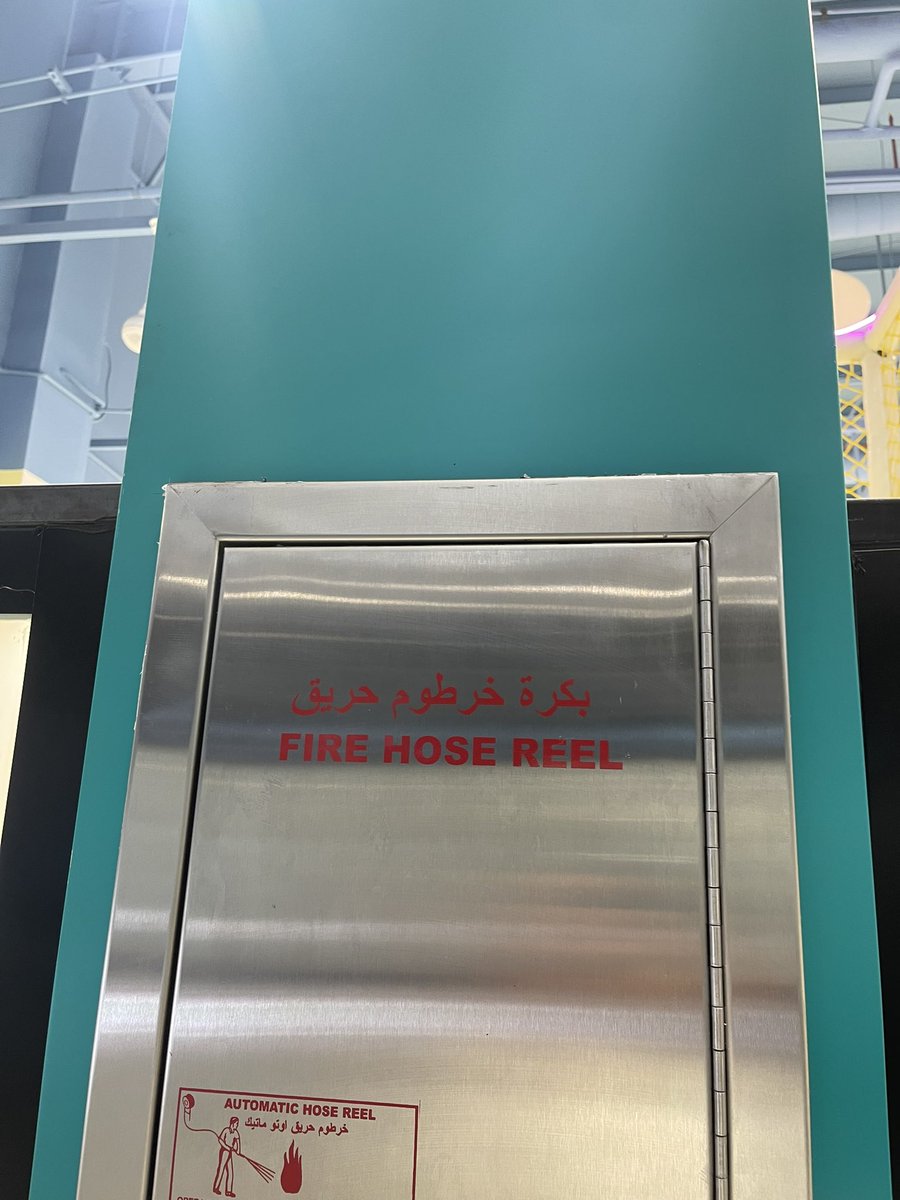 بكرة خرطوم حريق
FIRE HOSE REEL
AUTOMATIC HOSE REEL
خرطوم حريق اوتو ماتيك